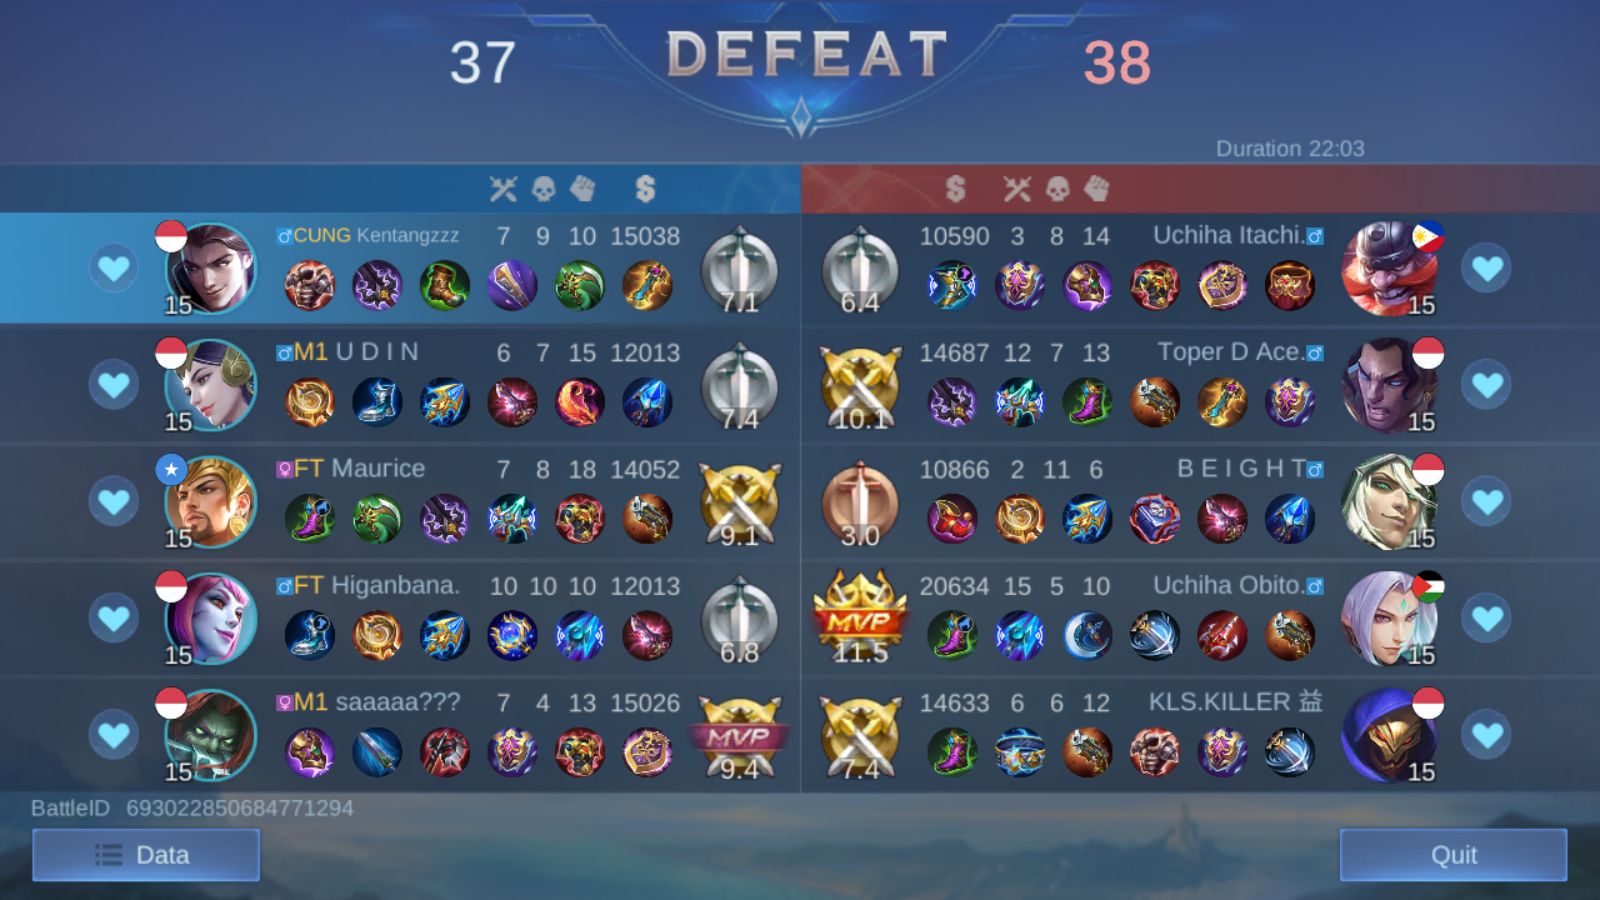 37 DEFEAT 38
Duration 22:03
CUNG Kentangzzz 7 9 10 15038
15 7.1
10590 3 8 14 Uchiha Itachi.
6.4 15
M1 U D I N 6 7 15 12013
15 7.4
14687 12 7 13 Toper D Ace.
10.1 15
FT Mauгice 7 8 18 14052
15 9.1
10866 2 11 6 B E I G H T
3.0 15
FT Higanbana. 10 10 10 12013
15 6.8
20634 15 5 10 Uchiha Obito.
MVP
11.5 15
M1 saaaaa??? 7 4 13 15026
MVP
15 9.4
14633 6 6 12 KLS.KILLER 益
7.4 15
BattleID 693022850684771294
Data
Quit